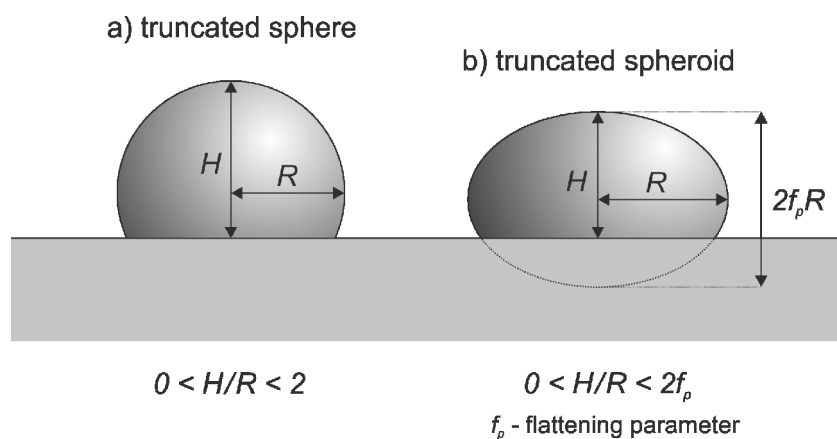 a) truncated sphere
H
R
0 < H/R < 2
b) truncated spheroid
H
R
2fₚR
0 < H/R < 2fₚ
fₚ - flattening parameter